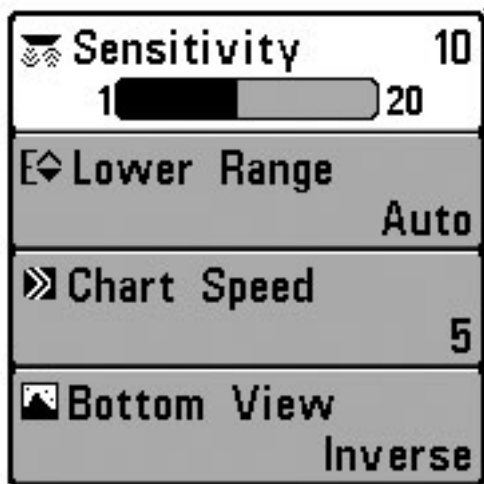 Sensitivity 10
1 20
Lower Range
Auto
Chart Speed
5
Bottom View
Inverse